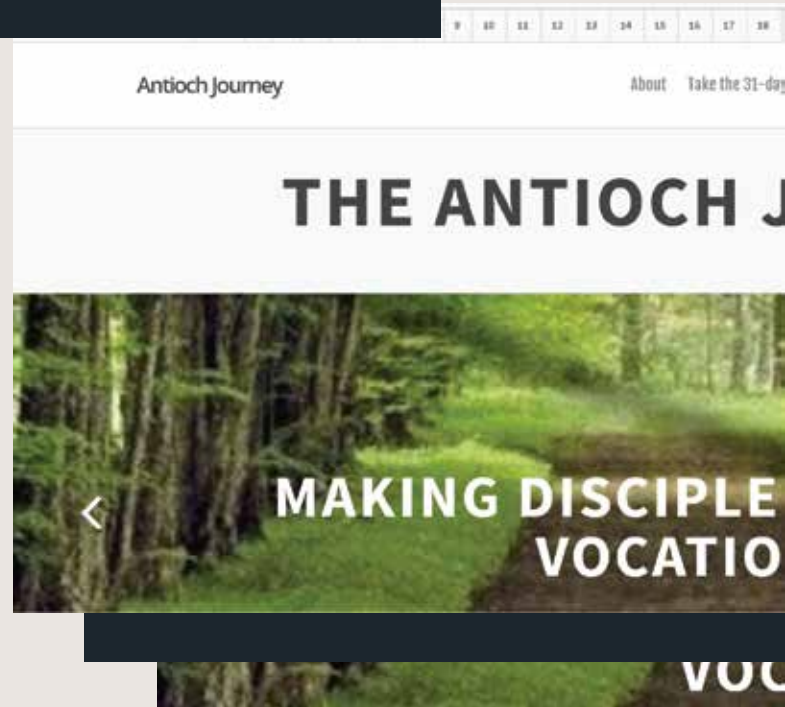 9 10 11 12 13 14 15 16 17 18
Antioch Journey
About Take the 31-day
THE ANTIOCH J
MAKING DISCIPLE
VOCATIO
VOC